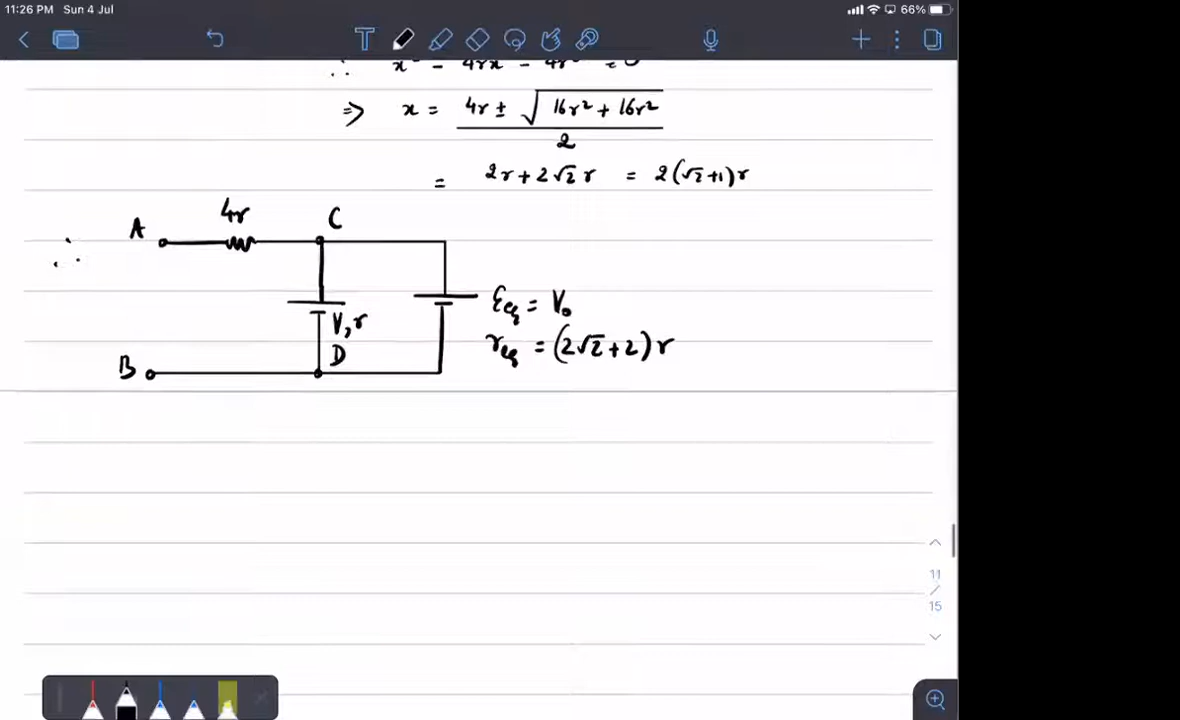 11:26 PM Sun 4 Jul 66%
T
⇒ x = 4r ± √16r² + 16r²
2
= 2r + 2√2 r = 2(√2 + 1)r
∴ A 4r C
Eeq = V₀
V, r
req = (2√2 + 2) r
D
B
11
15